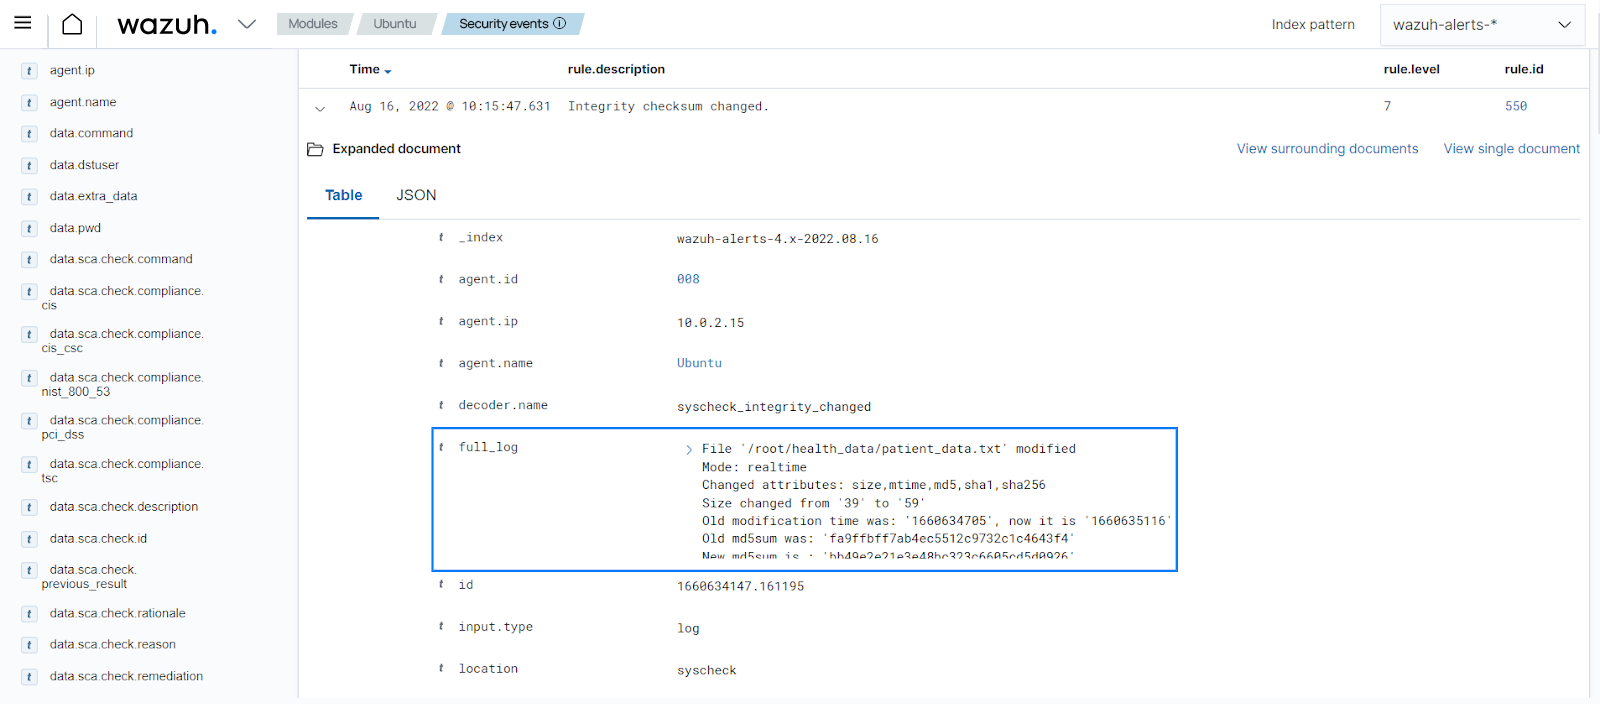 wazuh.
Modules
Ubuntu
Security events
Index pattern
wazuh-alerts-*
t agent.ip
t agent.name
t data.command
t data.dstuser
t data.extra_data
t data.pwd
t data.sca.check.command
t data.sca.check.compliance.
cis
t data.sca.check.compliance.
cis_csc
t data.sca.check.compliance.
nist_800_53
t data.sca.check.compliance.
pci_dss
t data.sca.check.compliance.
tsc
t data.sca.check.description
t data.sca.check.id
t data.sca.check.
previous_result
t data.sca.check.rationale
t data.sca.check.reason
t data.sca.check.remediation
Time rule.description rule.level rule.id
Aug 16, 2022 @ 10:15:47.631 Integrity checksum changed. 7 550
Expanded document View surrounding documents View single document
Table JSON
t _index wazuh-alerts-4.x-2022.08.16
t agent.id 008
t agent.ip 10.0.2.15
t agent.name Ubuntu
t decoder.name syscheck_integrity_changed
t full_log File '/root/health_data/patient_data.txt' modified
Mode: realtime
Changed attributes: size,mtime,md5,sha1,sha256
Size changed from '39' to '59'
Old modification time was: '1660634705', now it is '1660635116'
Old md5sum was: 'fa9ffbff7ab4ec5512c9732c1c4643f4'
New md5sum is : 'bb49e2e21e3e48bc323c6605cd5d0926'
t id 1660634147.161195
t input.type log
t location syscheck